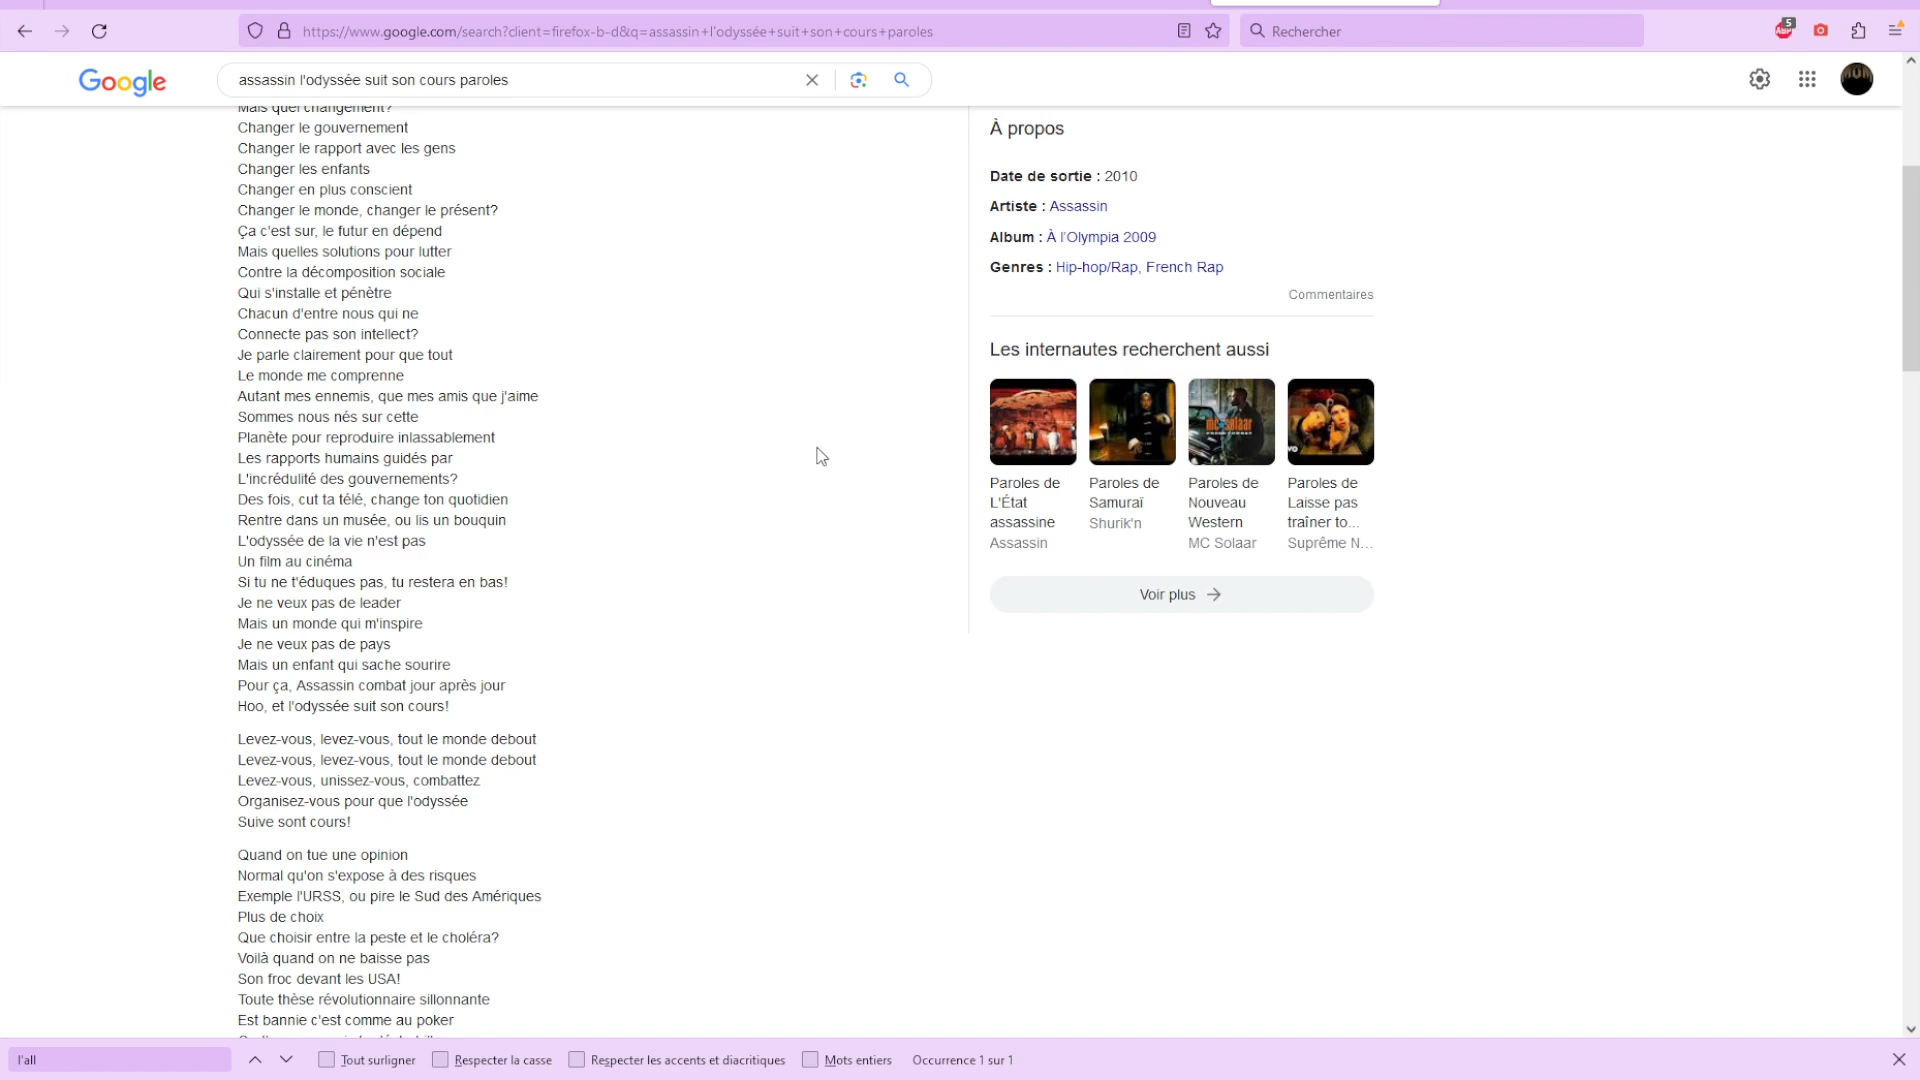 https://www.google.com/search?client=firefox-b-d&q=assassin+l'odyssée+suit+son+cours+paroles
Rechercher
5
ABP
Google
assassin l'odyssée suit son cours paroles
Mais quel changement?
Changer le gouvernement
Changer le rapport avec les gens
Changer les enfants
Changer en plus conscient
Changer le monde, changer le présent?
Ça c'est sur, le futur en dépend
Mais quelles solutions pour lutter
Contre la décomposition sociale
Qui s'installe et pénètre
Chacun d'entre nous qui ne
Connecte pas son intellect?
Je parle clairement pour que tout
Le monde me comprenne
Autant mes ennemis, que mes amis que j'aime
Sommes nous nés sur cette
Planète pour reproduire inlassablement
Les rapports humains guidés par
L'incrédulité des gouvernements?
Des fois, cut ta télé, change ton quotidien
Rentre dans un musée, ou lis un bouquin
L'odyssée de la vie n'est pas
Un film au cinéma
Si tu ne t'éduques pas, tu restera en bas!
Je ne veux pas de leader
Mais un monde qui m'inspire
Je ne veux pas de pays
Mais un enfant qui sache sourire
Pour ça, Assassin combat jour après jour
Hoo, et l'odyssée suit son cours!
Levez-vous, levez-vous, tout le monde debout
Levez-vous, levez-vous, tout le monde debout
Levez-vous, unissez-vous, combattez
Organisez-vous pour que l'odyssée
Suive sont cours!
Quand on tue une opinion
Normal qu'on s'expose à des risques
Exemple l'URSS, ou pire le Sud des Amériques
Plus de choix
Que choisir entre la peste et le choléra?
Voilà quand on ne baisse pas
Son froc devant les USA!
Toute thèse révolutionnaire sillonnante
Est bannie c'est comme au poker
À propos
Date de sortie : 2010
Artiste : Assassin
Album : À l'Olympia 2009
Genres : Hip-hop/Rap, French Rap
Commentaires
Les internautes recherchent aussi
mc solaar
Paroles de
L'État
assassine
Assassin
Paroles de
Samuraï
Shurik'n
Paroles de
Nouveau
Western
MC Solaar
Paroles de
Laisse pas
traîner to...
Suprême N...
Voir plus
l'all
Tout surligner
Respecter la casse
Respecter les accents et diacritiques
Mots entiers
Occurrence 1 sur 1